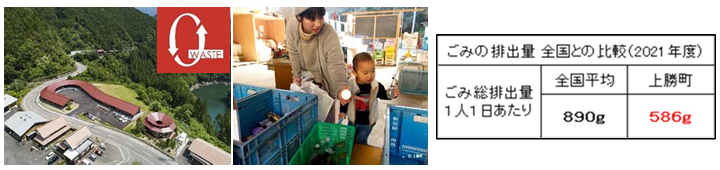 WASTE
ごみの排出量 全国との比較(2021年度)
ごみ総排出量
1人1日あたり
全国平均
上勝町
890g
586g